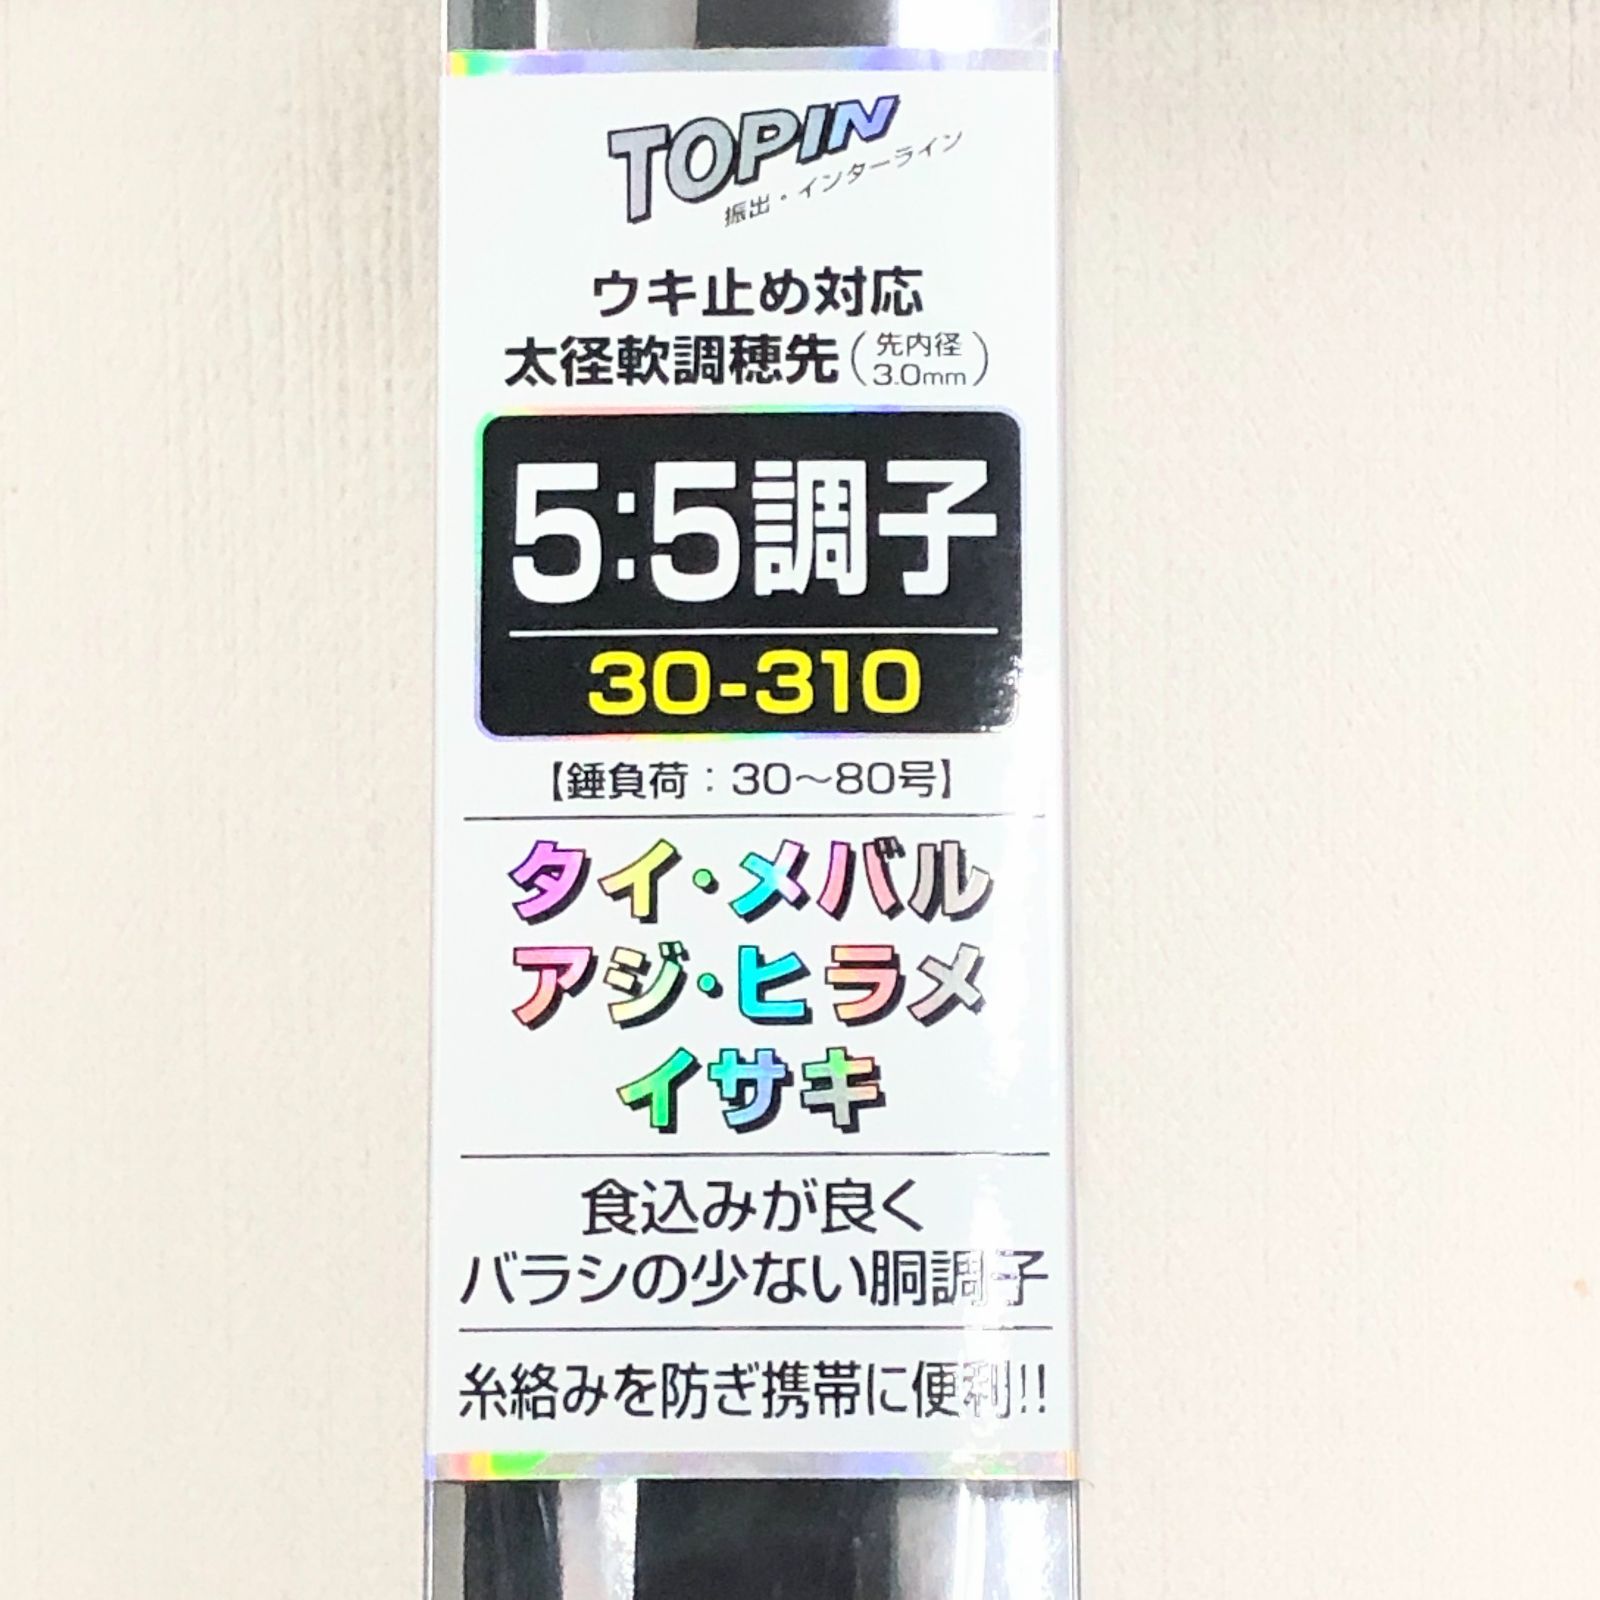 TOPIN
振出・インターライン
ウキ止め対応
太径軟調穂先(先内径3.0mm)
5:5調子
30-310
【錘負荷:30〜80号】
タイ・メバル
アジ・ヒラメ
イサキ
食込みが良く
バラシの少ない胴調子
糸絡みを防ぎ携帯に便利!!